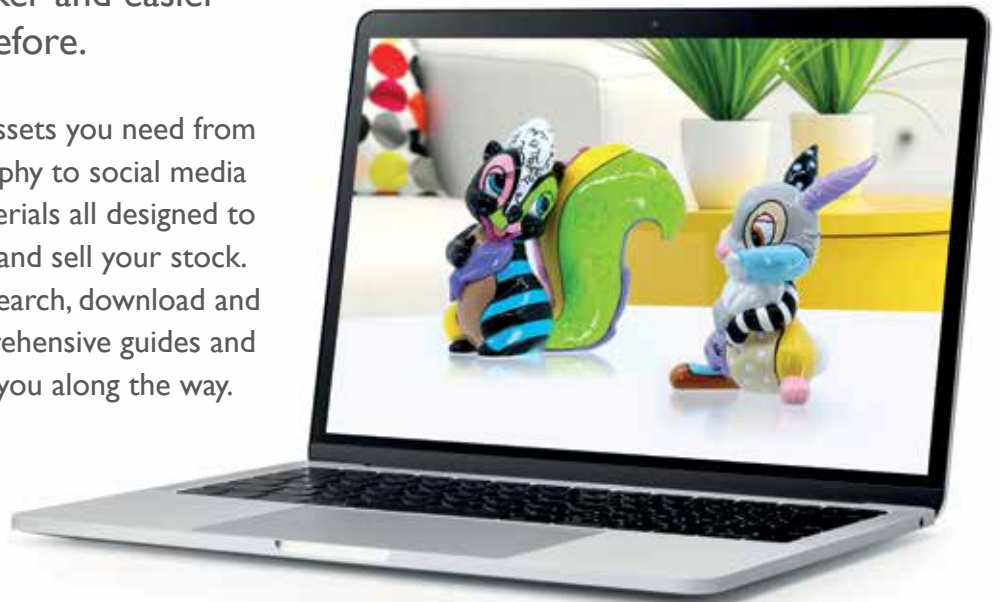 ker and easier
efore.
ssets you need from
phy to social media
erials all designed to
and sell your stock.
earch, download and
rehensive guides and
you along the way.